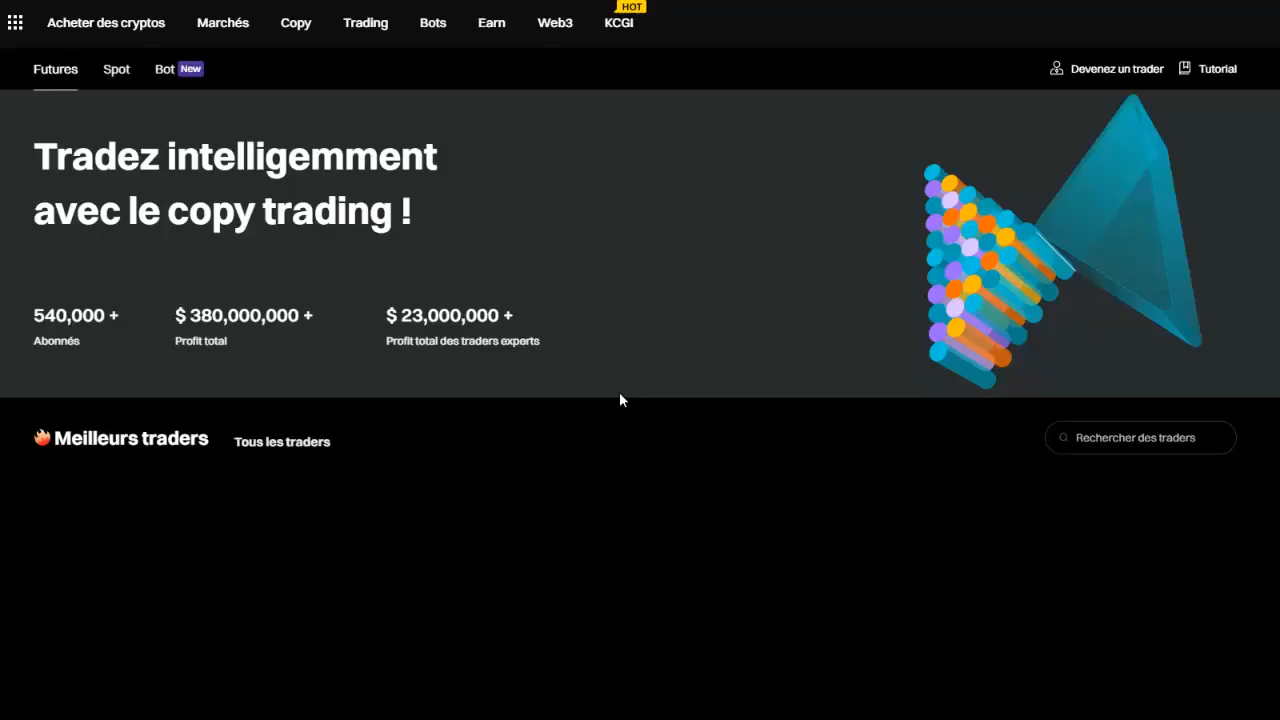 HOT
Acheter des cryptos Marchés Copy Trading Bots Earn Web3 KCGI
Futures Spot Bot New Devenez un trader Tutorial
Tradez intelligemment
avec le copy trading !
540,000 + $ 380,000,000 + $ 23,000,000 +
Abonnés Profit total Profit total des traders experts
Meilleurs traders Tous les traders Rechercher des traders